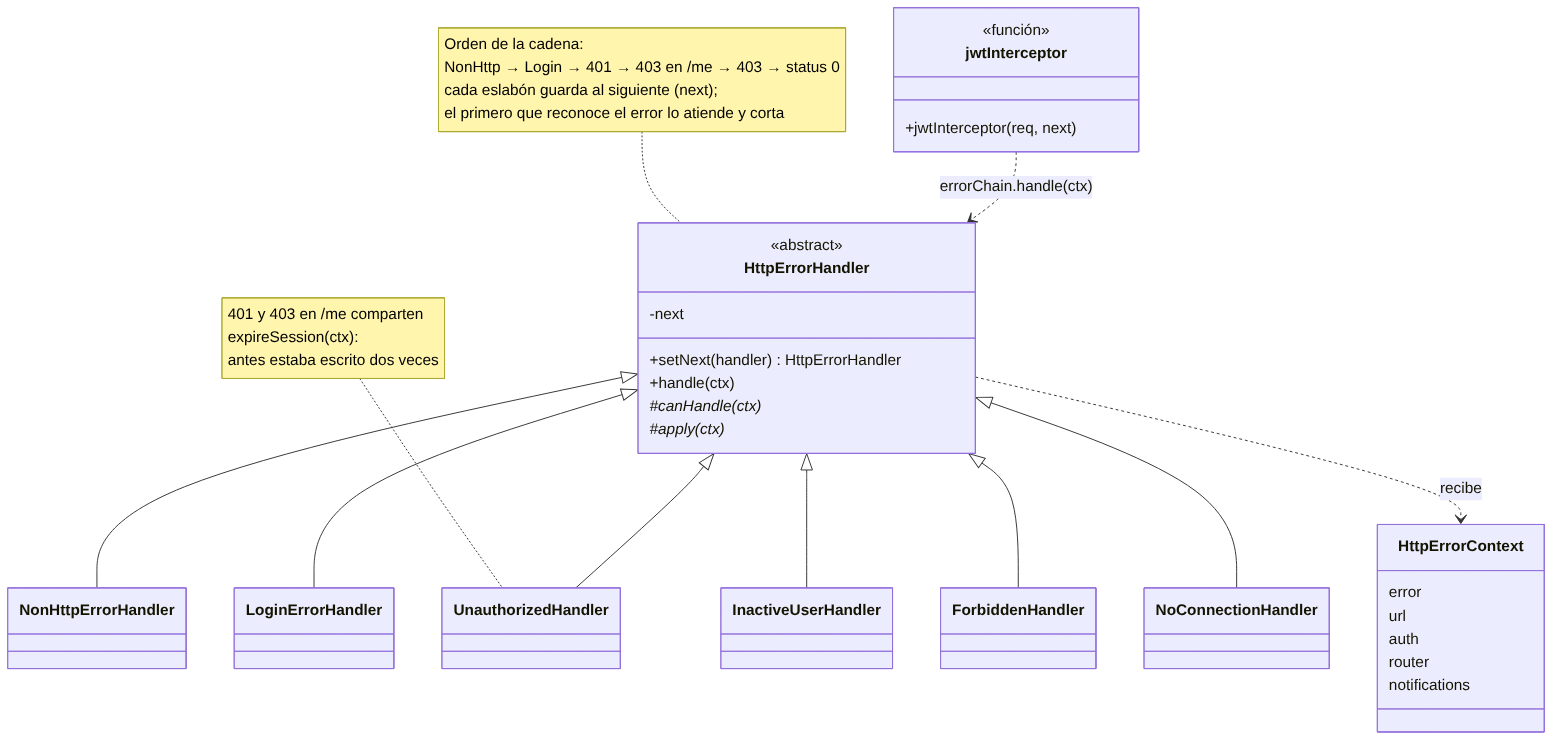 Orden de la cadena:
NonHttp → Login → 401 → 403 en /me → 403 → status 0
cada eslabón guarda al siguiente (next);
el primero que reconoce el error lo atiende y corta
«función»
jwtInterceptor
+jwtInterceptor(req, next)
errorChain.handle(ctx)
«abstract»
HttpErrorHandler
-next
+setNext(handler) : HttpErrorHandler
+handle(ctx)
#canHandle(ctx)
#apply(ctx)
401 y 403 en /me comparten
expireSession(ctx):
antes estaba escrito dos veces
recibe
NonHttpErrorHandler
LoginErrorHandler
UnauthorizedHandler
InactiveUserHandler
ForbiddenHandler
NoConnectionHandler
HttpErrorContext
error
url
auth
router
notifications